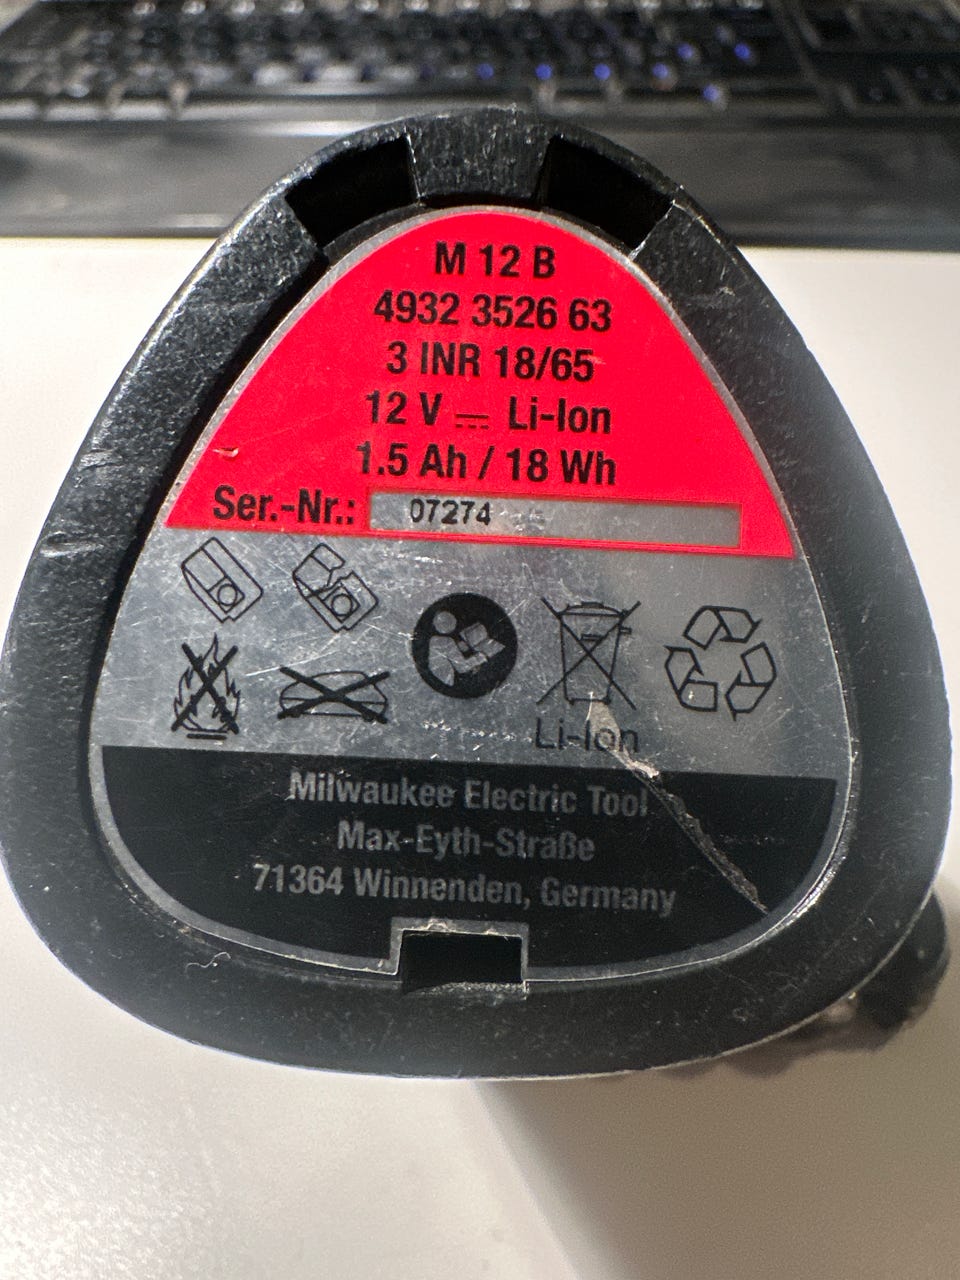 M 12 B
4932 3526 63
3 INR 18/65
12 V ⎓ Li-Ion
1.5 Ah / 18 Wh
Ser.-Nr.: 07274
Li-Ion
Milwaukee Electric Tool
Max-Eyth-Straße
71364 Winnenden, Germany